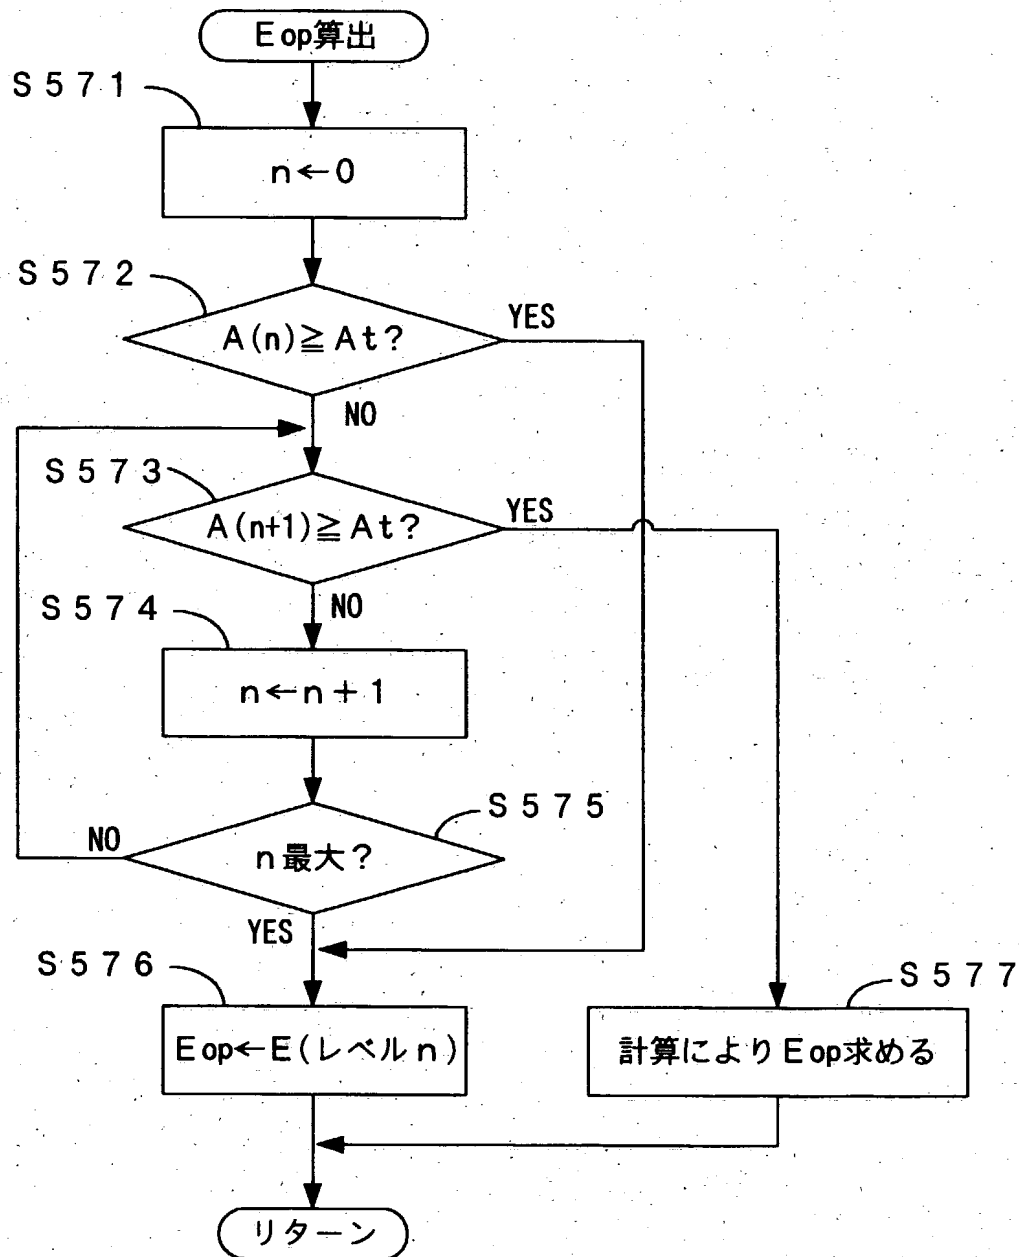 Eop算出
S571
n←0
S572
A(n)≧At?
YES
NO
S573
A(n+1)≧At?
YES
NO
S574
n←n+1
S575
n最大?
NO
YES
S576
Eop←E(レベルn)
S577
計算によりEop求める
リターン